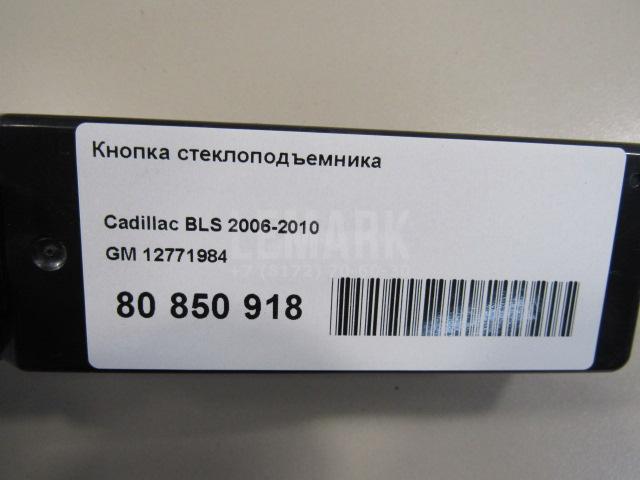 Кнопка стеклоподъемника
Cadillac BLS 2006-2010
GM 12771984
80 850 918